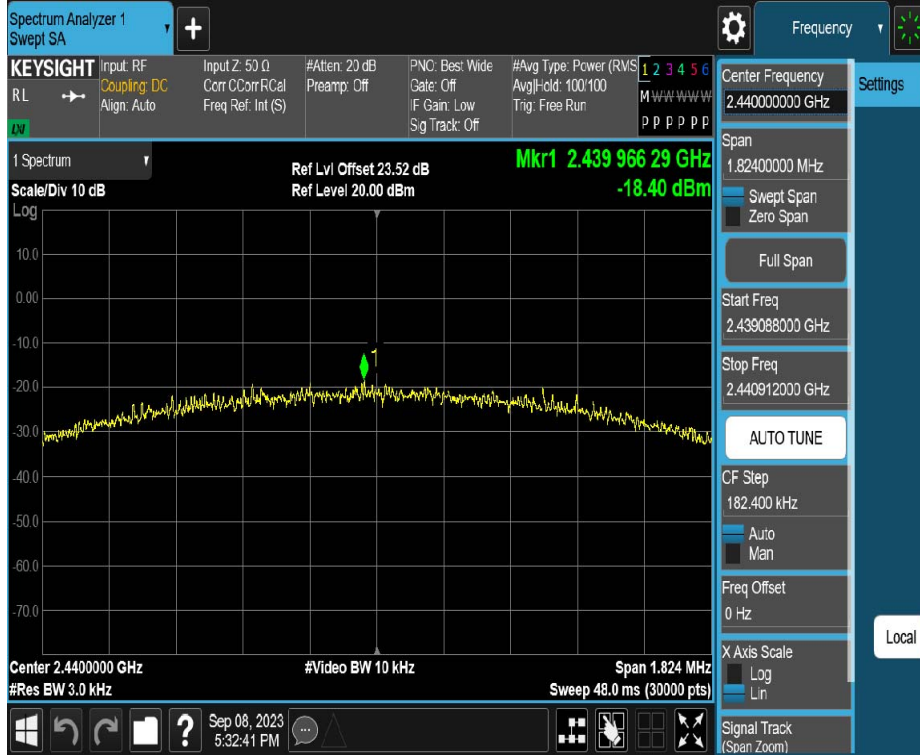 Spectrum Analyzer 1
Swept SA
Frequency
KEYSIGHT
RL
LXI
Input: RF
Coupling: DC
Align: Auto
Input Z: 50 Ω
Corr CCorr RCal
Freq Ref: Int (S)
#Atten: 20 dB
Preamp: Off
PNO: Best Wide
Gate: Off
IF Gain: Low
Sig Track: Off
#Avg Type: Power (RMS
Avg|Hold: 100/100
Trig: Free Run
1 2 3 4 5 6
M W W W W W
P P P P P P
1 Spectrum
Scale/Div 10 dB
Log
Ref Lvl Offset 23.52 dB
Ref Level 20.00 dBm
Mkr1 2.439 966 29 GHz
-18.40 dBm
10.0
0.00
-10.0
-20.0
-30.0
-40.0
-50.0
-60.0
-70.0
1
Center 2.4400000 GHz
#Res BW 3.0 kHz
#Video BW 10 kHz
Span 1.824 MHz
Sweep 48.0 ms (30000 pts)
Sep 08, 2023
5:32:41 PM
Center Frequency
2.440000000 GHz
Settings
Span
1.82400000 MHz
Swept Span
Zero Span
Full Span
Start Freq
2.439088000 GHz
Stop Freq
2.440912000 GHz
AUTO TUNE
CF Step
182.400 kHz
Auto
Man
Freq Offset
0 Hz
X Axis Scale
Log
Lin
Local
Signal Track
(Span Zoom)